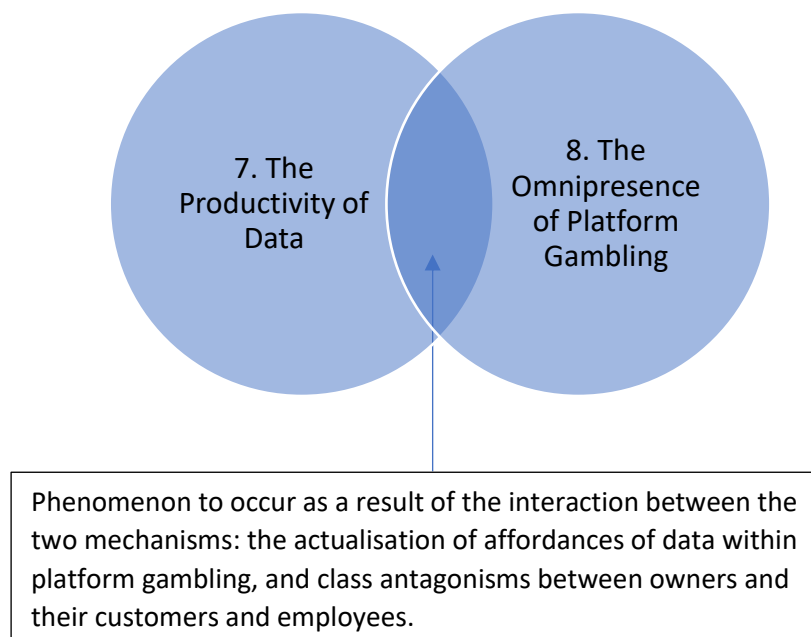 7. The
Productivity of
Data
8. The
Omnipresence
of Platform
Gambling
Phenomenon to occur as a result of the interaction between the
two mechanisms: the actualisation of affordances of data within
platform gambling, and class antagonisms between owners and
their customers and employees.